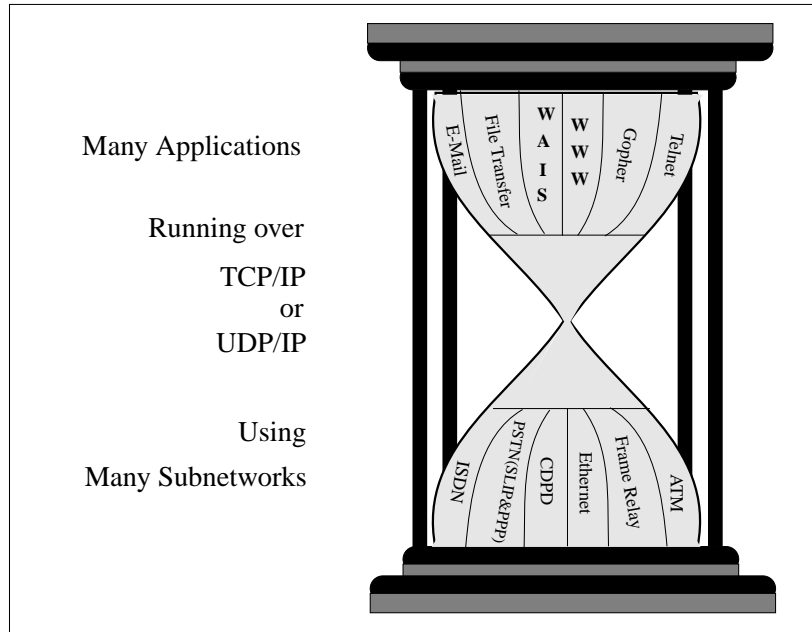 Many Applications
E-Mail
File Transfer
WAIS
WWW
Gopher
Telnet
Running over
TCP/IP
or
UDP/IP
Using
Many Subnetworks
ISDN
PSTN(SLIP&PPP)
CDPD
Ethernet
Frame Relay
ATM